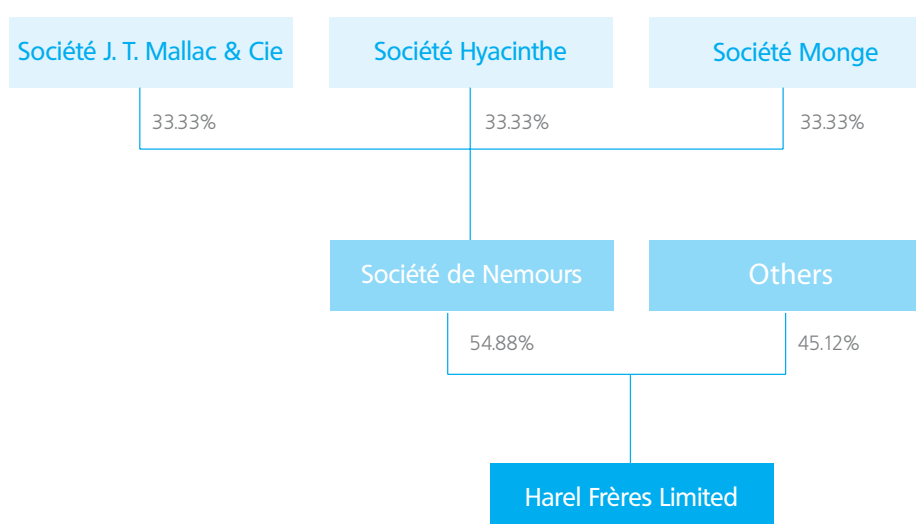 Société J. T. Mallac & Cie
Société Hyacinthe
Société Monge
33.33%
33.33%
33.33%
Société de Nemours
Others
54.88%
45.12%
Harel Frères Limited